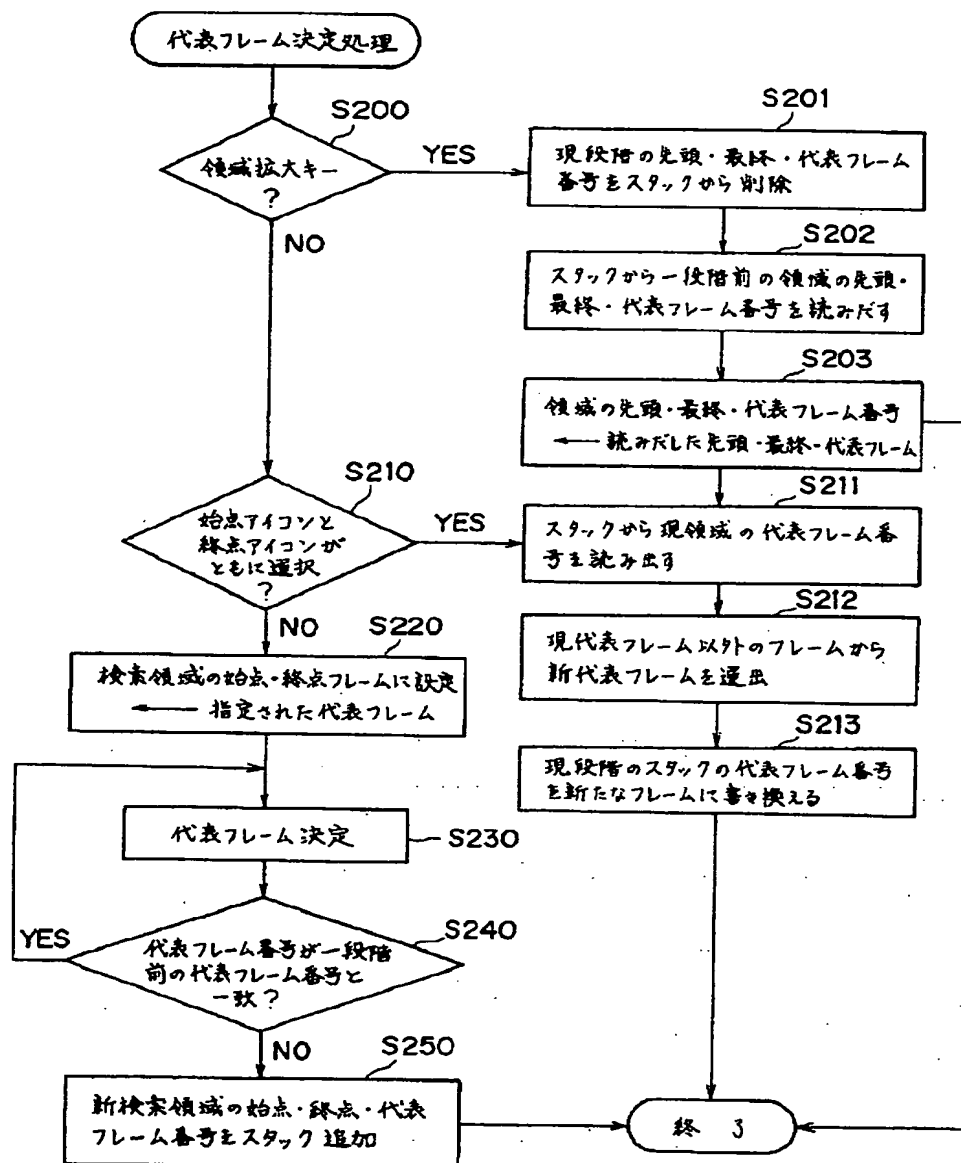 代表フレーム決定処理
S200
領域拡大キー
?
YES
NO
S201
現段階の先頭・最終・代表フレーム
番号をスタックから削除
S202
スタックから一段階前の領域の先頭・
最終・代表フレーム番号を読みだす
S203
領域の先頭・最終・代表フレーム番号
← 読みだした先頭・最終・代表フレーム
S210
始点アイコンと
終点アイコンが
ともに選択
?
YES
NO
S211
スタックから現領域の代表フレーム番
号を読み出す
S212
現代表フレーム以外のフレームから
新代表フレームを選出
S213
現段階のスタックの代表フレーム番号
を新たなフレームに書き換える
S220
検索領域の始点・終点フレームに設定
← 指定された代表フレーム
代表フレーム決定
S230
S240
代表フレーム番号が一段階
前の代表フレーム番号と
一致?
YES
NO
S250
新検索領域の始点・終点・代表
フレーム番号をスタック追加
終了